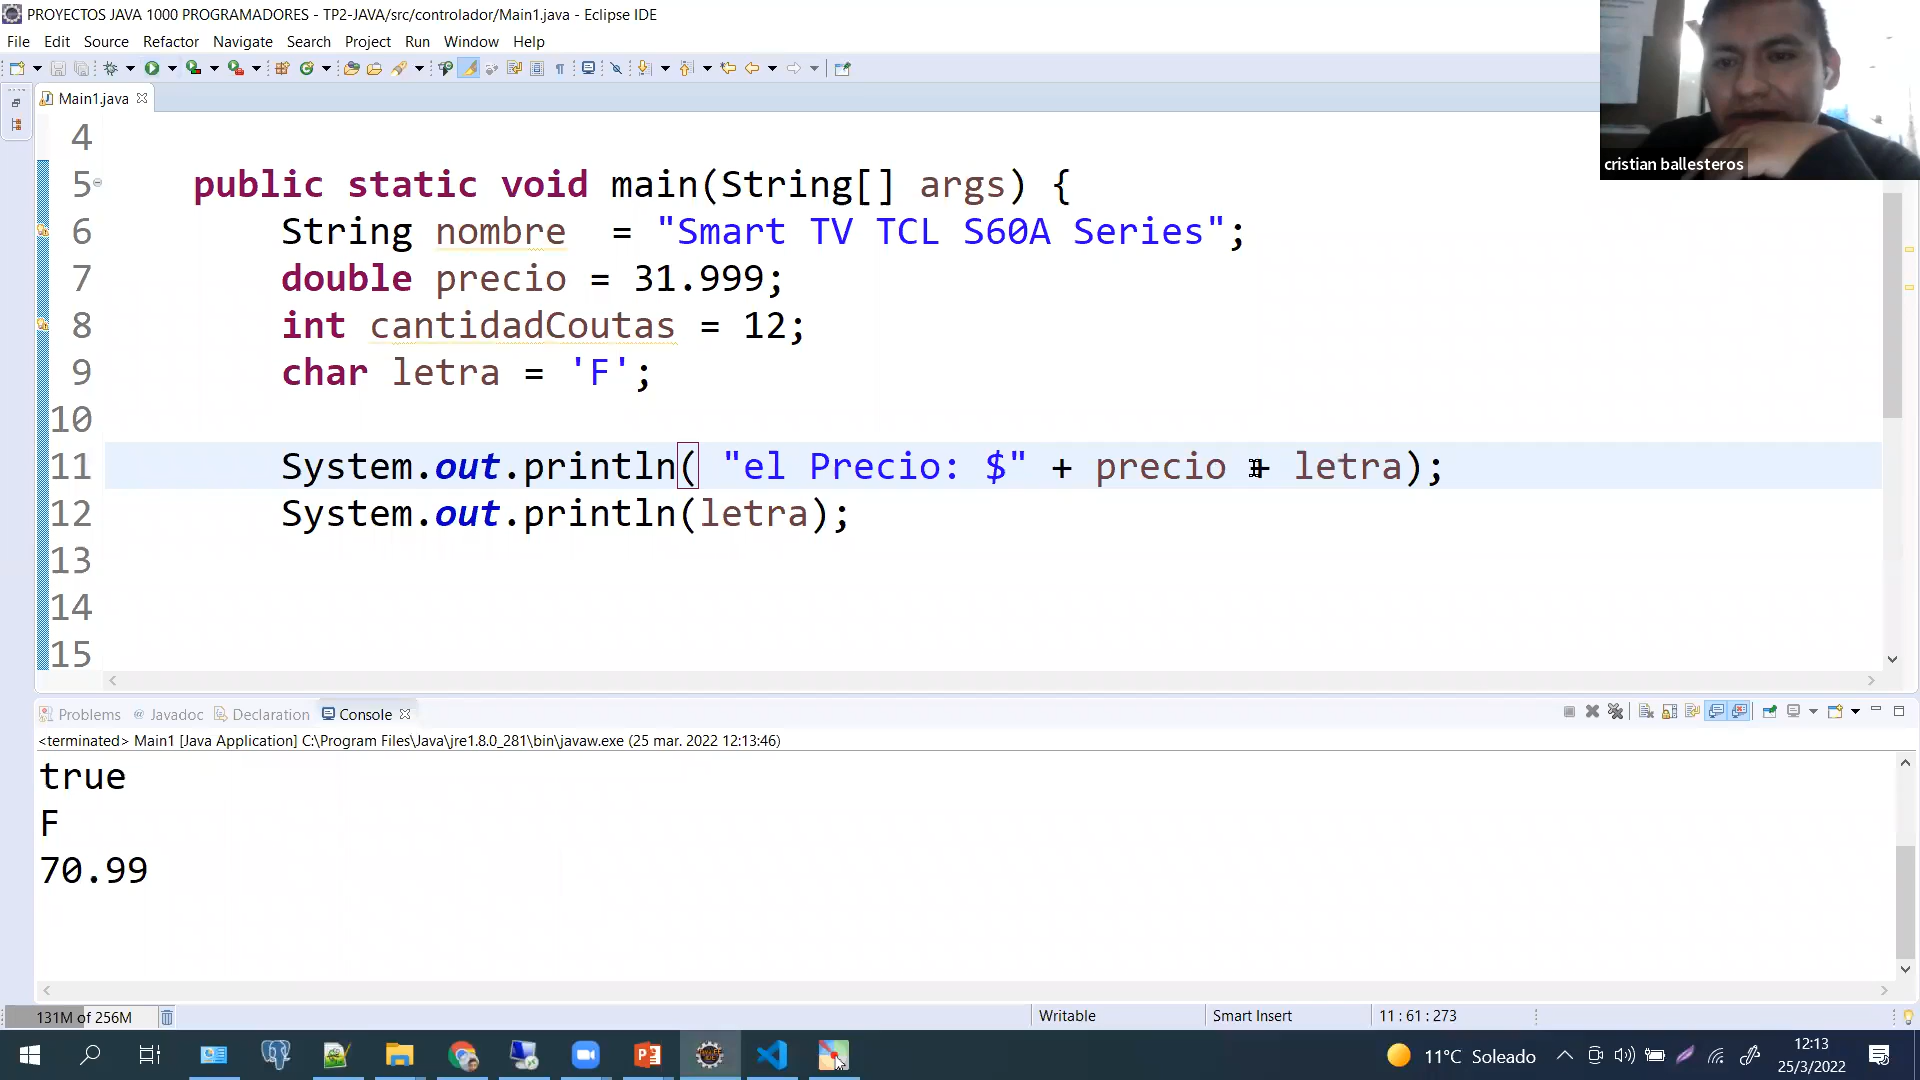 PROYECTOS JAVA 1000 PROGRAMADORES - TP2-JAVA/src/controlador/Main1.java - Eclipse IDE
File Edit Source Refactor Navigate Search Project Run Window Help
Main1.java
cristian ballesteros
4
5 public static void main(String[] args) {
6 String nombre = "Smart TV TCL S60A Series";
7 double precio = 31.999;
8 int cantidadCoutas = 12;
9 char letra = 'F';
10
11 System.out.println( "el Precio: $" + precio + letra);
12 System.out.println(letra);
13
14
15
Problems @ Javadoc Declaration Console
<terminated> Main1 [Java Application] C:\Program Files\Java\jre1.8.0_281\bin\javaw.exe (25 mar. 2022 12:13:46)
true
F
70.99
131M of 256M Writable Smart Insert 11 : 61 : 273
11°C Soleado 12:13
25/3/2022